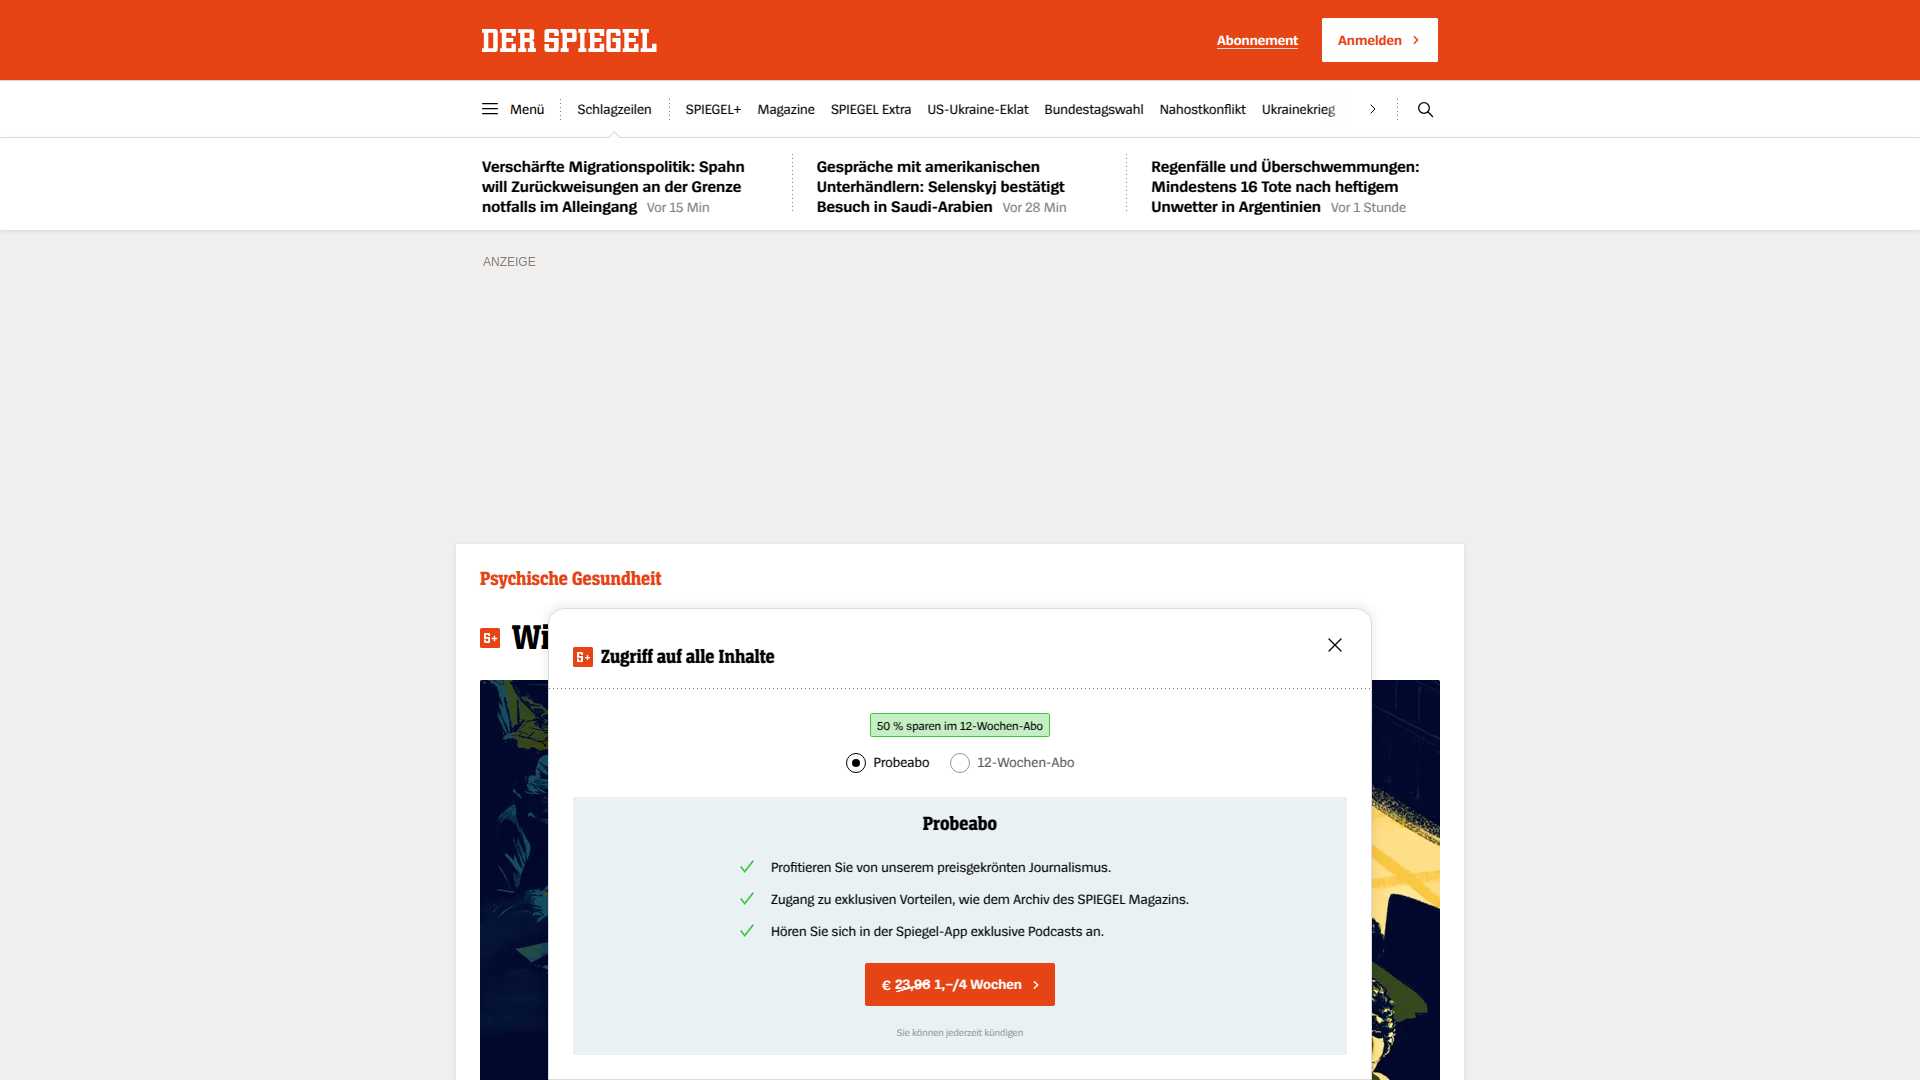 DER SPIEGEL
Abonnement
Anmelden
Menü
Schlagzeilen
SPIEGEL+
Magazine
SPIEGEL Extra
US-Ukraine-Eklat
Bundestagswahl
Nahostkonflikt
Ukrainekrieg
Verschärfte Migrationspolitik: Spahn
will Zurückweisungen an der Grenze
notfalls im Alleingang Vor 15 Min
Gespräche mit amerikanischen
Unterhändlern: Selenskyj bestätigt
Besuch in Saudi-Arabien Vor 28 Min
Regenfälle und Überschwemmungen:
Mindestens 16 Tote nach heftigem
Unwetter in Argentinien Vor 1 Stunde
ANZEIGE
Psychische Gesundheit
S+ Wi
S+ Zugriff auf alle Inhalte
50 % sparen im 12-Wochen-Abo
Probeabo
12-Wochen-Abo
Probeabo
Profitieren Sie von unserem preisgekrönten Journalismus.
Zugang zu exklusiven Vorteilen, wie dem Archiv des SPIEGEL Magazins.
Hören Sie sich in der Spiegel-App exklusive Podcasts an.
€ 23,96 1,–/4 Wochen
Sie können jederzeit kündigen